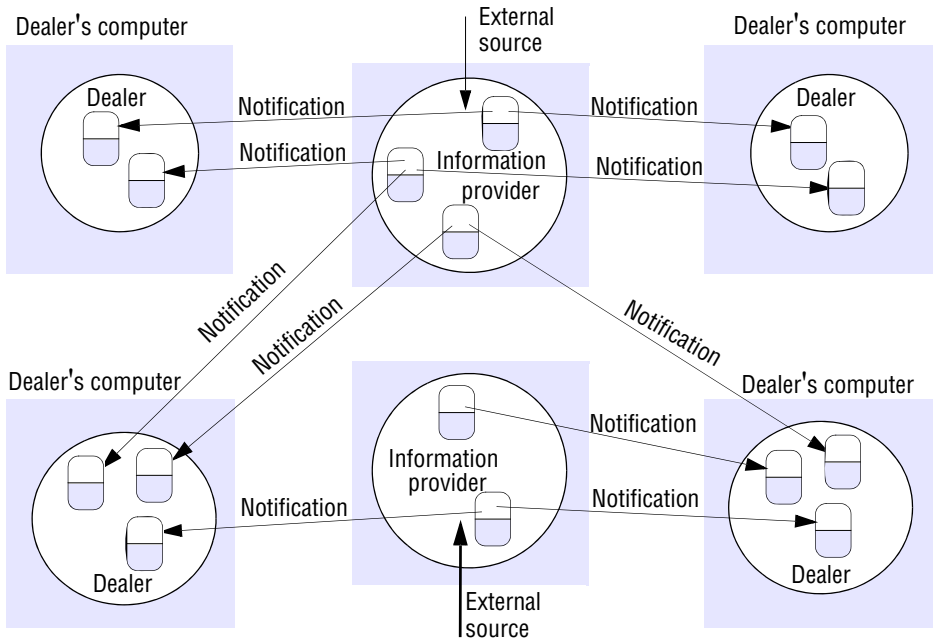 External
source
Dealer's computer
Dealer's computer
Dealer
Notification
Notification
Dealer
Notification
Information
provider
Notification
Notification
Notification
Notification
Dealer's computer
Dealer's computer
Notification
Information
provider
Notification
Notification
Dealer
Dealer
External
source